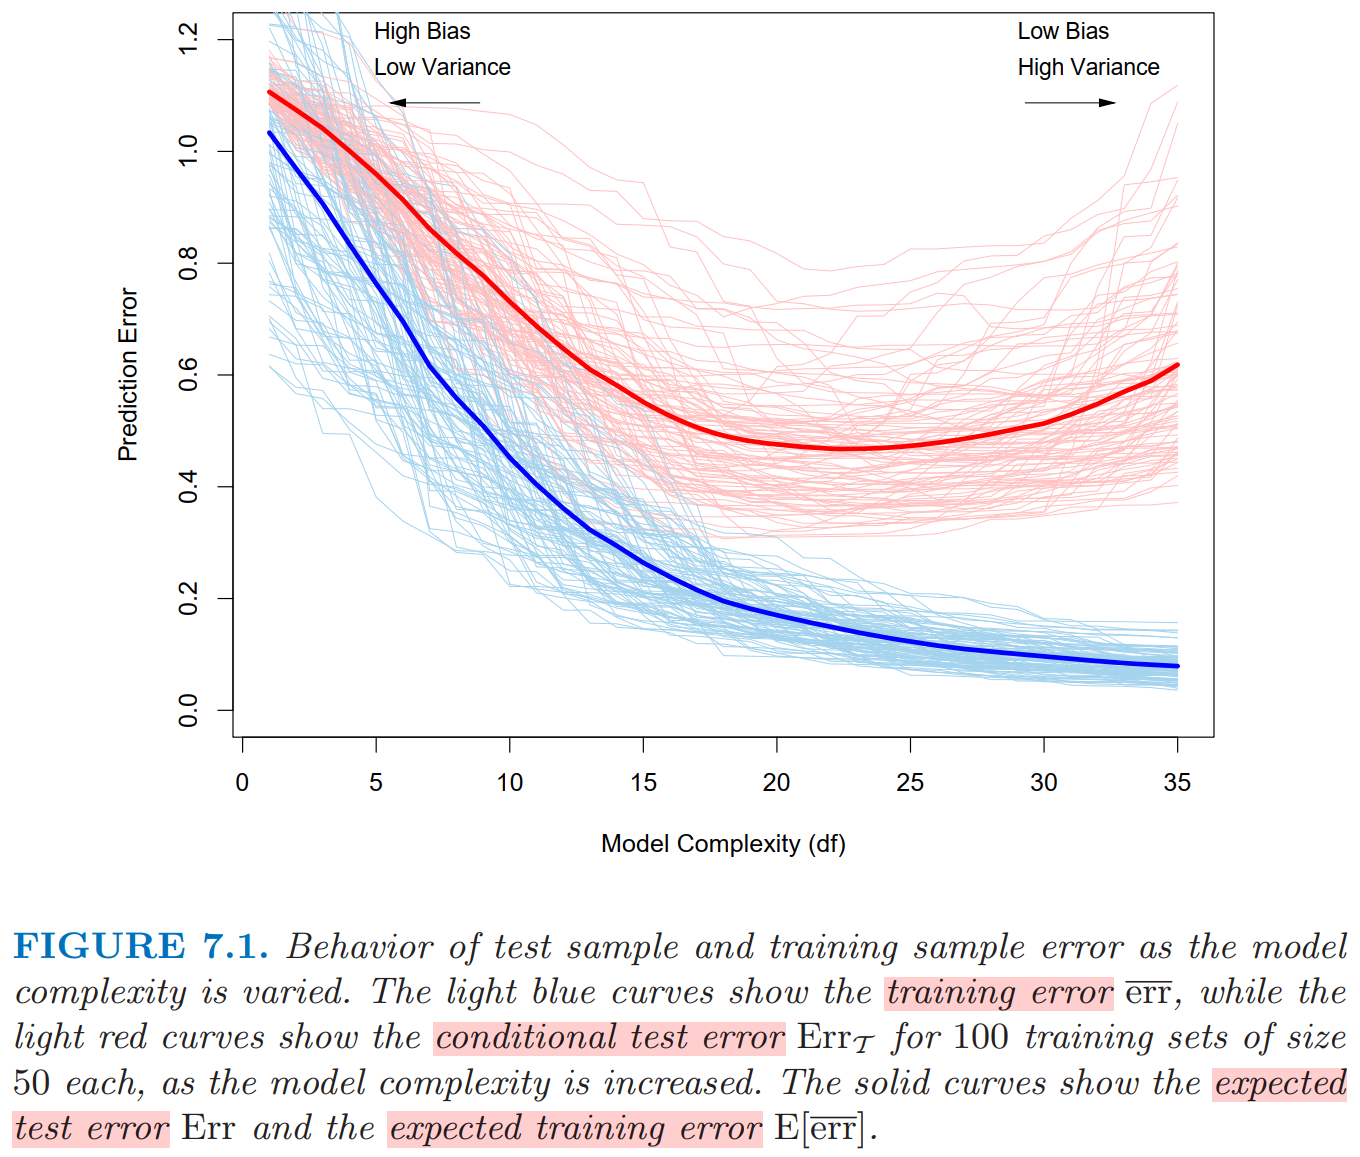 High Bias
Low Variance
Low Bias
High Variance
1.2
1.0
0.8
0.6
0.4
0.2
0.0
Prediction Error
0 5 10 15 20 25 30 35
Model Complexity (df)
FIGURE 7.1. Behavior of test sample and training sample error as the model
complexity is varied. The light blue curves show the training error e̅r̅r̅, while the
light red curves show the conditional test error Err𝒯 for 100 training sets of size
50 each, as the model complexity is increased. The solid curves show the expected
test error Err and the expected training error E[e̅r̅r̅].